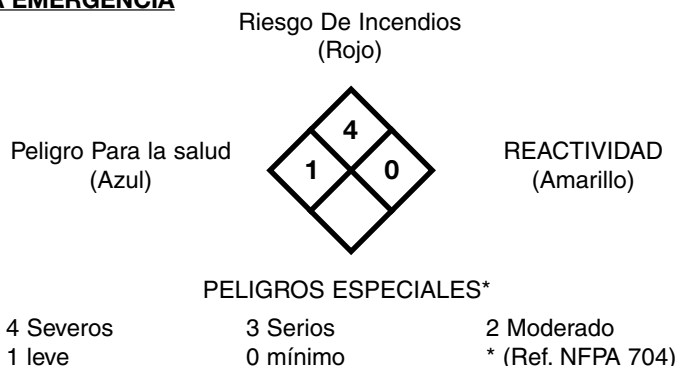 EMERGENCIA
Riesgo De Incendios
(Rojo)
4
Peligro Para la salud
(Azul)
1
0
REACTIVIDAD
(Amarillo)
PELIGROS ESPECIALES*
4 Severos 3 Serios 2 Moderado
1 leve 0 mínimo * (Ref. NFPA 704)